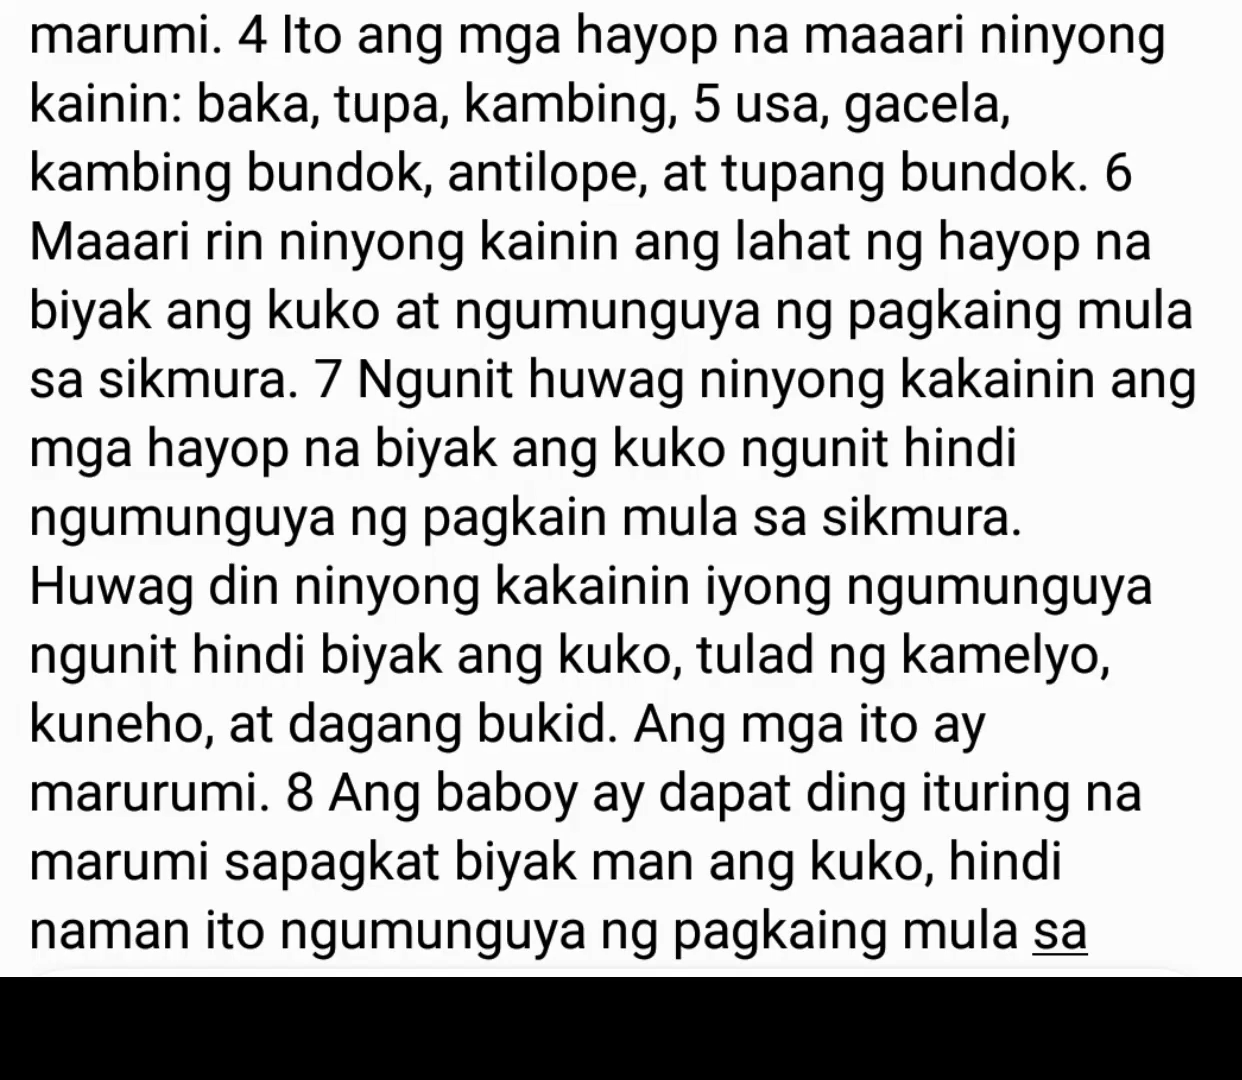 marumi. 4 Ito ang mga hayop na maaari ninyong
kainin: baka, tupa, kambing, 5 usa, gacela,
kambing bundok, antilope, at tupang bundok. 6
Maaari rin ninyong kainin ang lahat ng hayop na
biyak ang kuko at ngumunguya ng pagkaing mula
sa sikmura. 7 Ngunit huwag ninyong kakainin ang
mga hayop na biyak ang kuko ngunit hindi
ngumunguya ng pagkain mula sa sikmura.
Huwag din ninyong kakainin iyong ngumunguya
ngunit hindi biyak ang kuko, tulad ng kamelyo,
kuneho, at dagang bukid. Ang mga ito ay
marurumi. 8 Ang baboy ay dapat ding ituring na
marumi sapagkat biyak man ang kuko, hindi
naman ito ngumunguya ng pagkaing mula sa